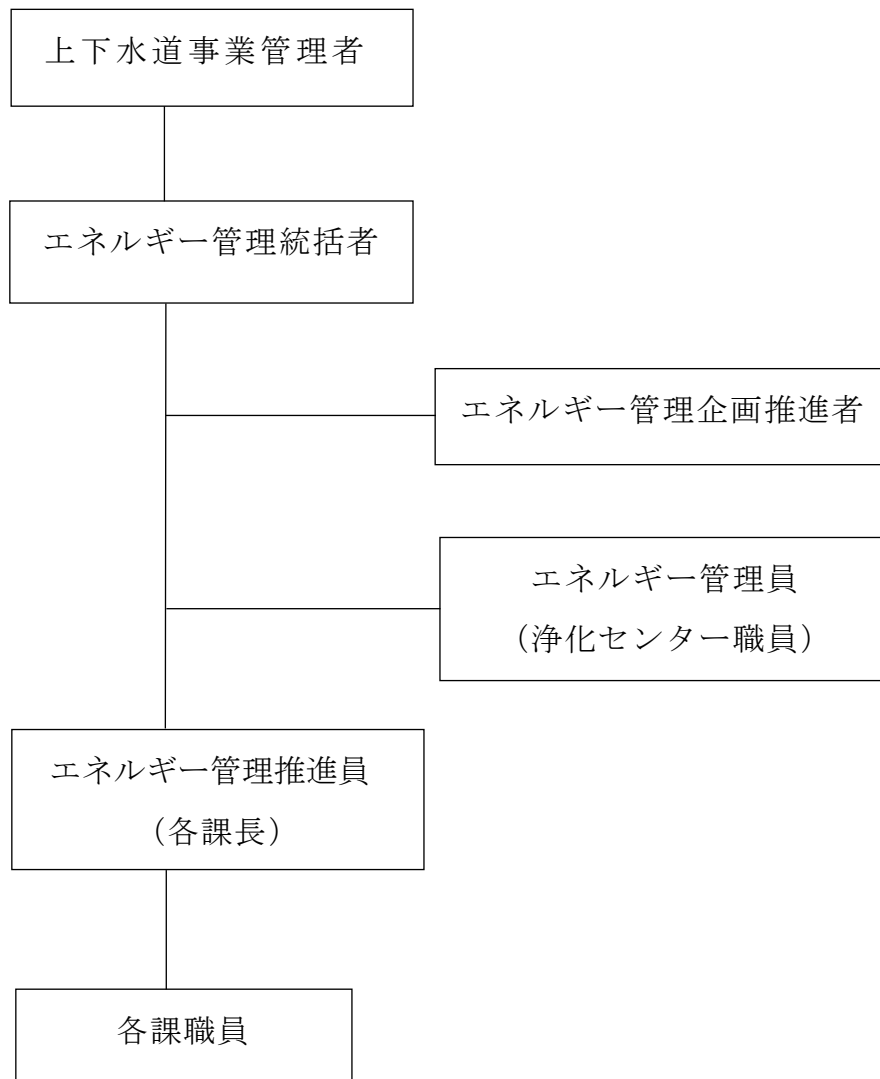 上下水道事業管理者
エネルギー管理統括者
エネルギー管理企画推進者
エネルギー管理員
（浄化センター職員）
エネルギー管理推進員
（各課長）
各課職員